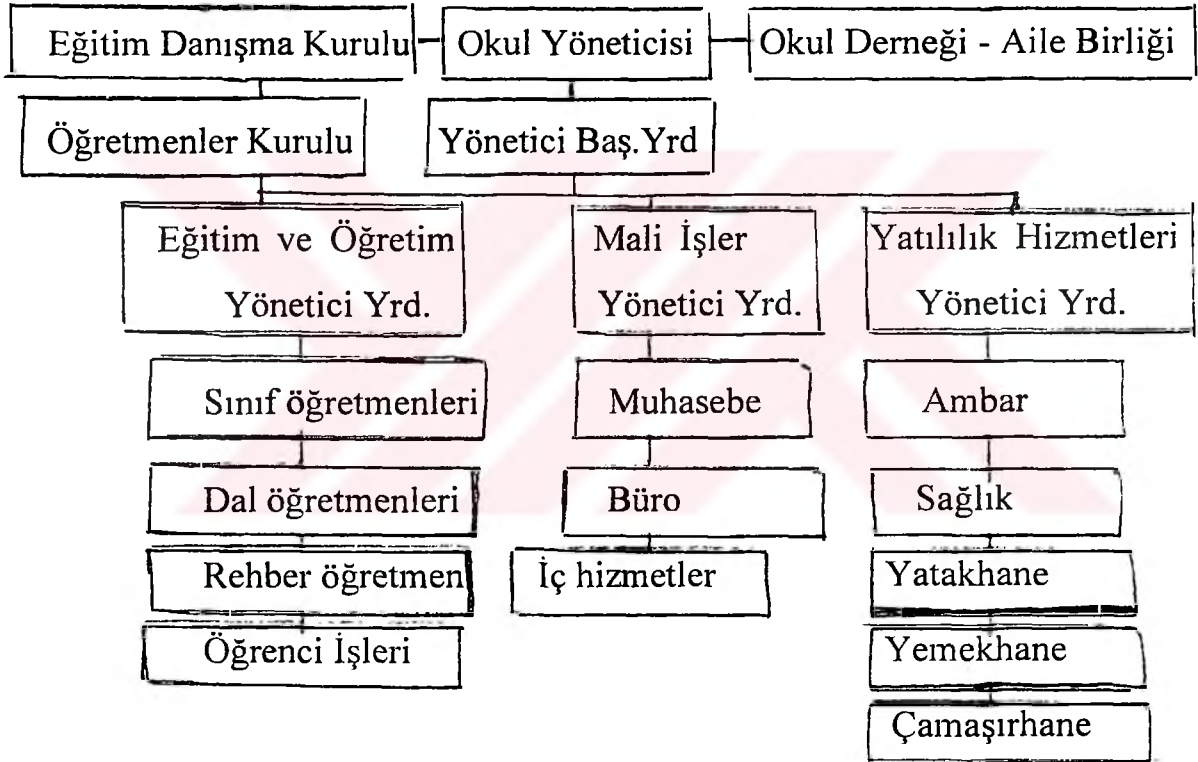 Eğitim Danışma Kurulu
Okul Yöneticisi
Okul Derneği - Aile Birliği
Öğretmenler Kurulu
Yönetici Baş.Yrd
Eğitim ve Öğretim
Yönetici Yrd.
Mali İşler
Yönetici Yrd.
Yatılılık Hizmetleri
Yönetici Yrd.
Sınıf öğretmenleri
Muhasebe
Ambar
Dal öğretmenleri
Büro
Sağlık
Rehber öğretmen
İç hizmetler
Yatakhane
Öğrenci İşleri
Yemekhane
Çamaşırhane